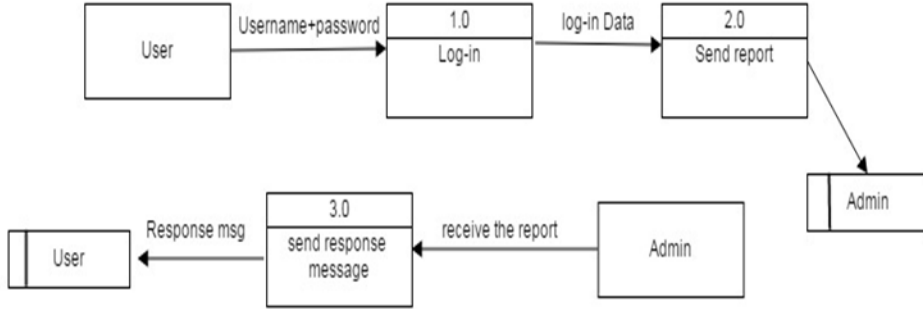 User
Username+password
1.0
Log-in
log-in Data
2.0
Send report
Admin
User
Response msg
3.0
send response
message
receive the report
Admin